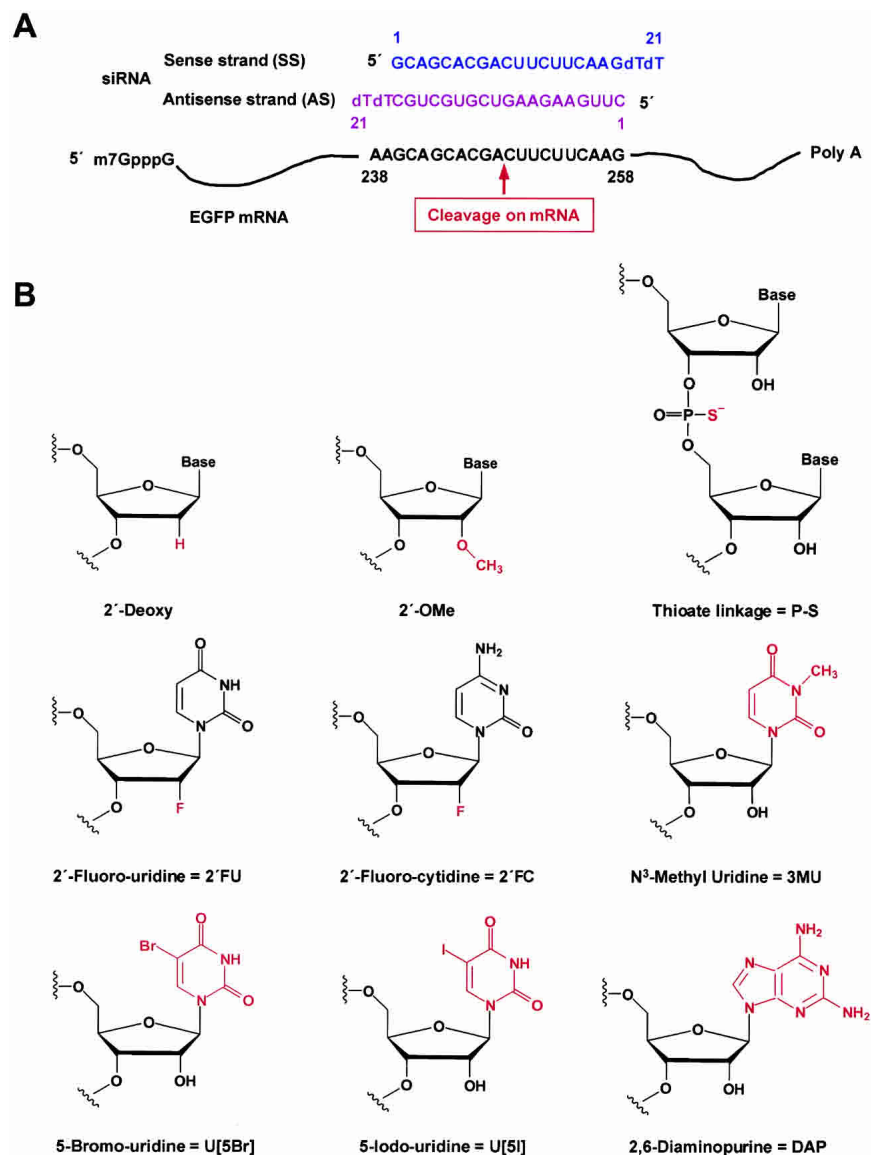 A
1 21
Sense strand (SS) 5´ GCAGCACGACUUCUUCAAGdTdT
siRNA
Antisense strand (AS) dTdTCGUCGUGCUGAAGAAGUUC 5´
21 1
5´ m7GpppG AAGCAGCACGACUUCUUCAAG Poly A
238 258
EGFP mRNA Cleavage on mRNA
B
O Base
O
O OH
O=P-S⁻
O Base O Base O Base
O O O
O H O O O OH
CH3
2´-Deoxy 2´-OMe Thioate linkage = P-S
O NH2 O
NH N N CH3
O N O O N O O N O
O O O
O F O F O OH
2´-Fluoro-uridine = 2´FU 2´-Fluoro-cytidine = 2´FC N3-Methyl Uridine = 3MU
Br O I O NH2
NH NH N N
O N O O N O O N N NH2
O O O
O OH O OH O OH
5-Bromo-uridine = U[5Br] 5-Iodo-uridine = U[5I] 2,6-Diaminopurine = DAP